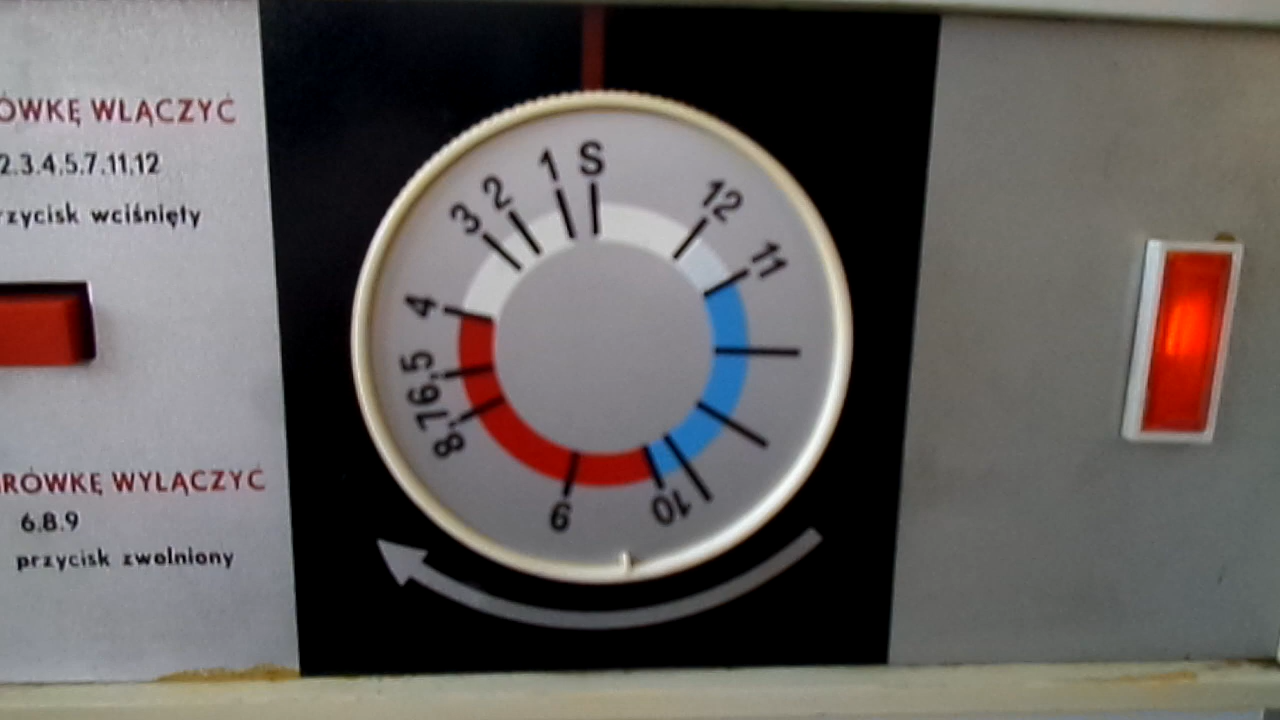 ÓWKĘ WŁĄCZYĆ
2.3.4.5.7.11.12
rzycisk wciśnięty
RÓWKĘ WYŁĄCZYĆ
6.8.9
przycisk zwolniony
S
12
11
10
9
8.
7
6.
5
4
3
2
1